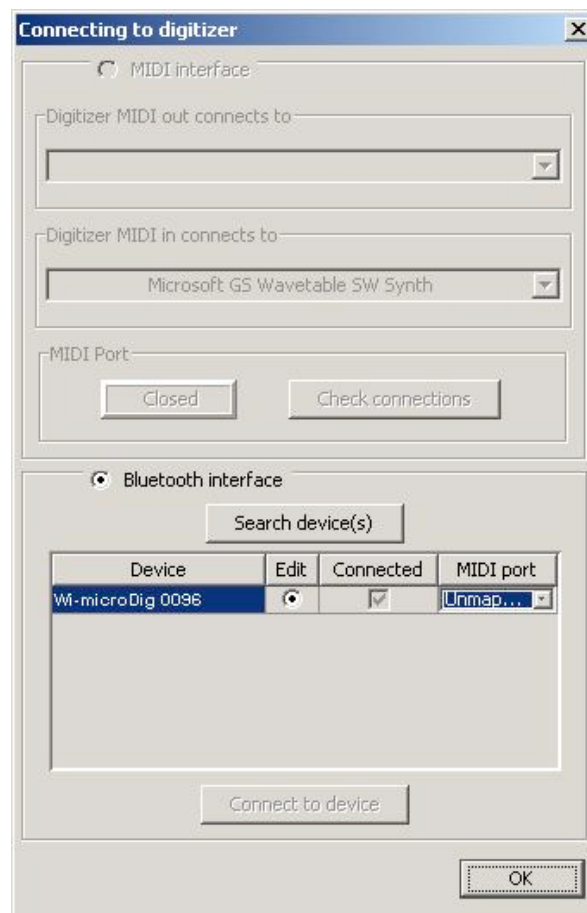 Connecting to digitizer
MIDI interface
Digitizer MIDI out connects to
Digitizer MIDI in connects to
Microsoft GS Wavetable SW Synth
MIDI Port
Closed Check connections
Bluetooth interface
Search device(s)
Device Edit Connected MIDI port
Wi-microDig 0096 Unmap...
Connect to device
OK